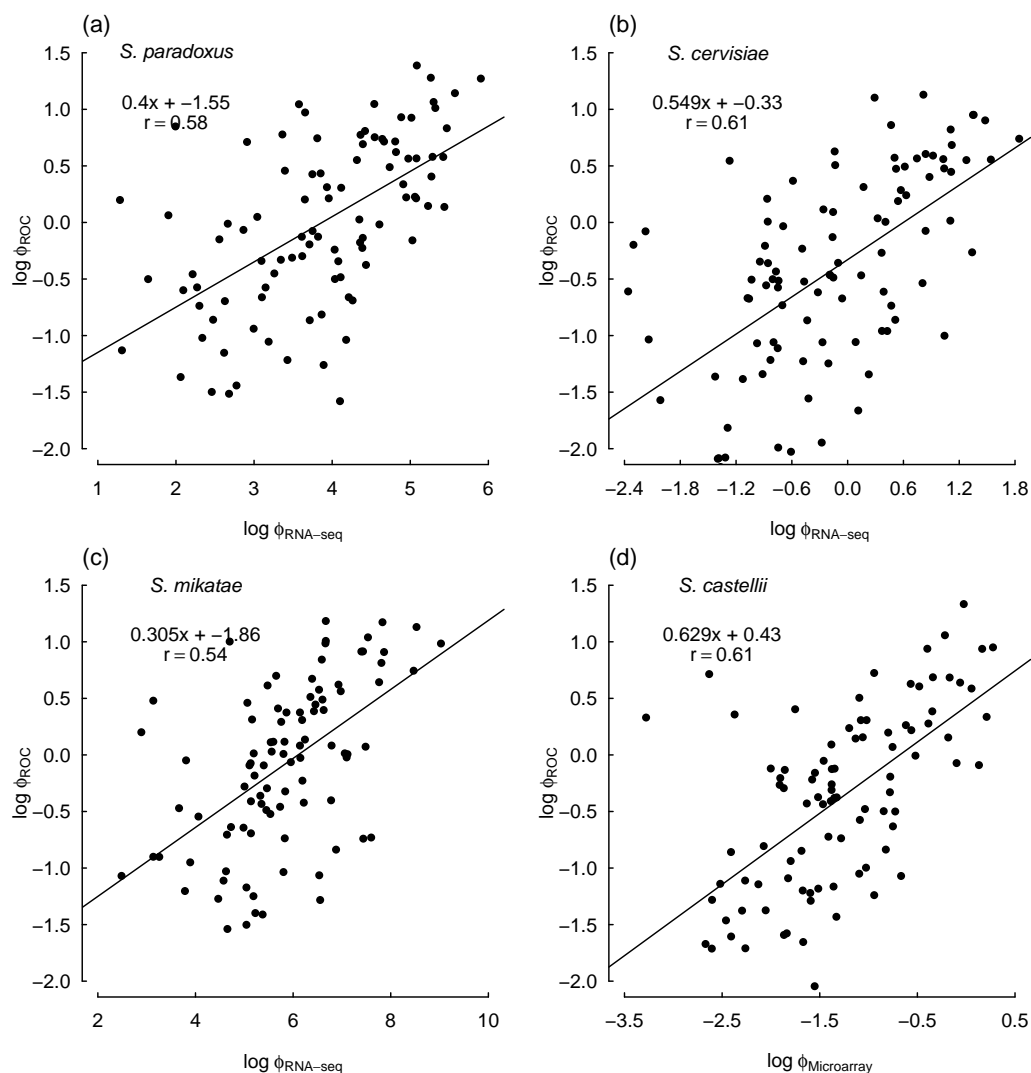 (a)
S. paradoxus
0.4x + −1.55
r = 0.58
1.5
1.0
0.5
0.0
−0.5
−1.0
−1.5
−2.0
log ϕROC
1 2 3 4 5 6
log ϕRNA−seq
(b)
S. cervisiae
0.549x + −0.33
r = 0.61
1.5
1.0
0.5
0.0
−0.5
−1.0
−1.5
−2.0
log ϕROC
−2.4 −1.8 −1.2 −0.6 0.0 0.6 1.2 1.8
log ϕRNA−seq
(c)
S. mikatae
0.305x + −1.86
r = 0.54
1.5
1.0
0.5
0.0
−0.5
−1.0
−1.5
−2.0
log ϕROC
2 4 6 8 10
log ϕRNA−seq
(d)
S. castellii
0.629x + 0.43
r = 0.61
1.5
1.0
0.5
0.0
−0.5
−1.0
−1.5
−2.0
log ϕROC
−3.5 −2.5 −1.5 −0.5 0.5
log ϕMicroarray